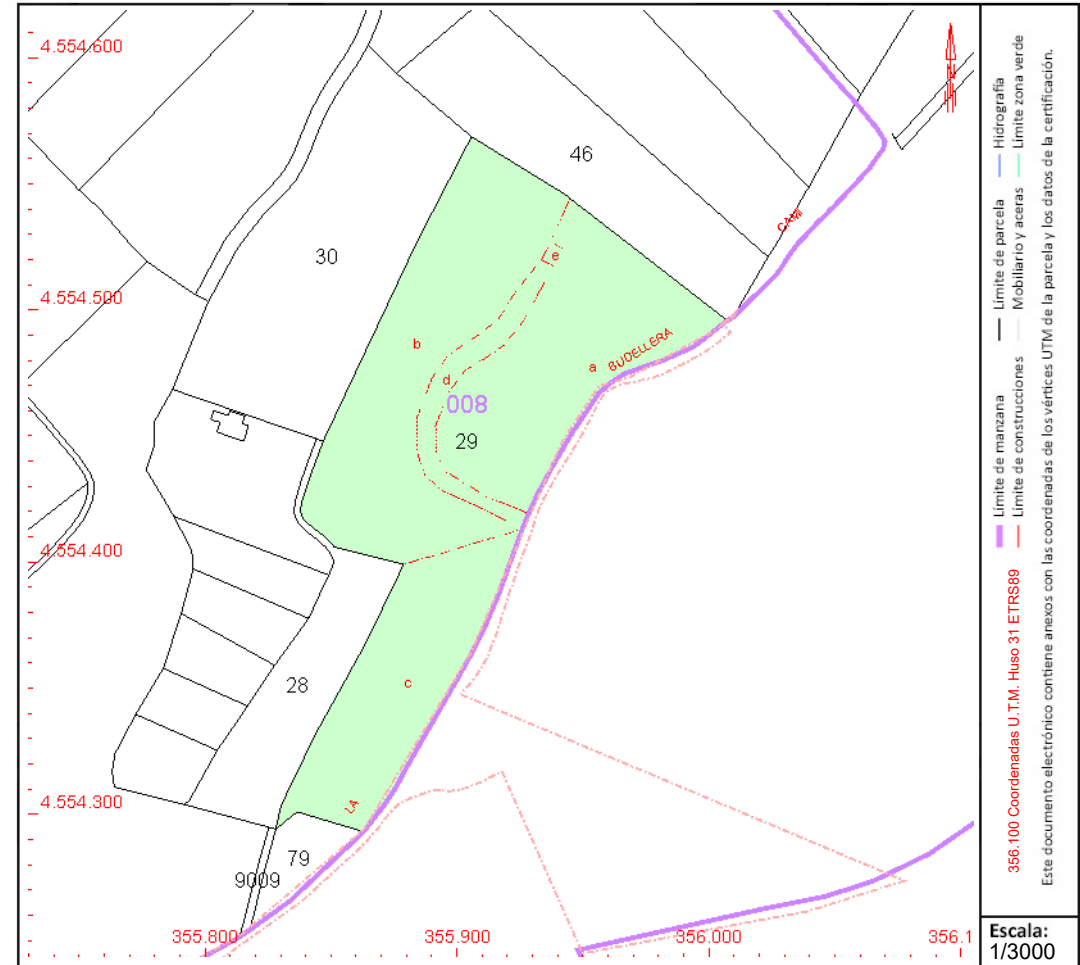 4.554.600
46
CAMI
30
e
4.554.500
b
BUDELLERA
a
d
008
29
4.554.400
28
c
4.554.300
LA
79
9009
355.800
355.900
356.000
356.1
Hidrografia
Límite zona verde
Límite de parcela
Mobiliario y aceras
Límite de manzana
Límite de construcciones
356.100 Coordenadas U.T.M. Huso 31 ETRS89
Este documento electrónico contiene anexos con las coordenadas de los vértices UTM de la parcela y los datos de la certificación.
Escala:
1/3000